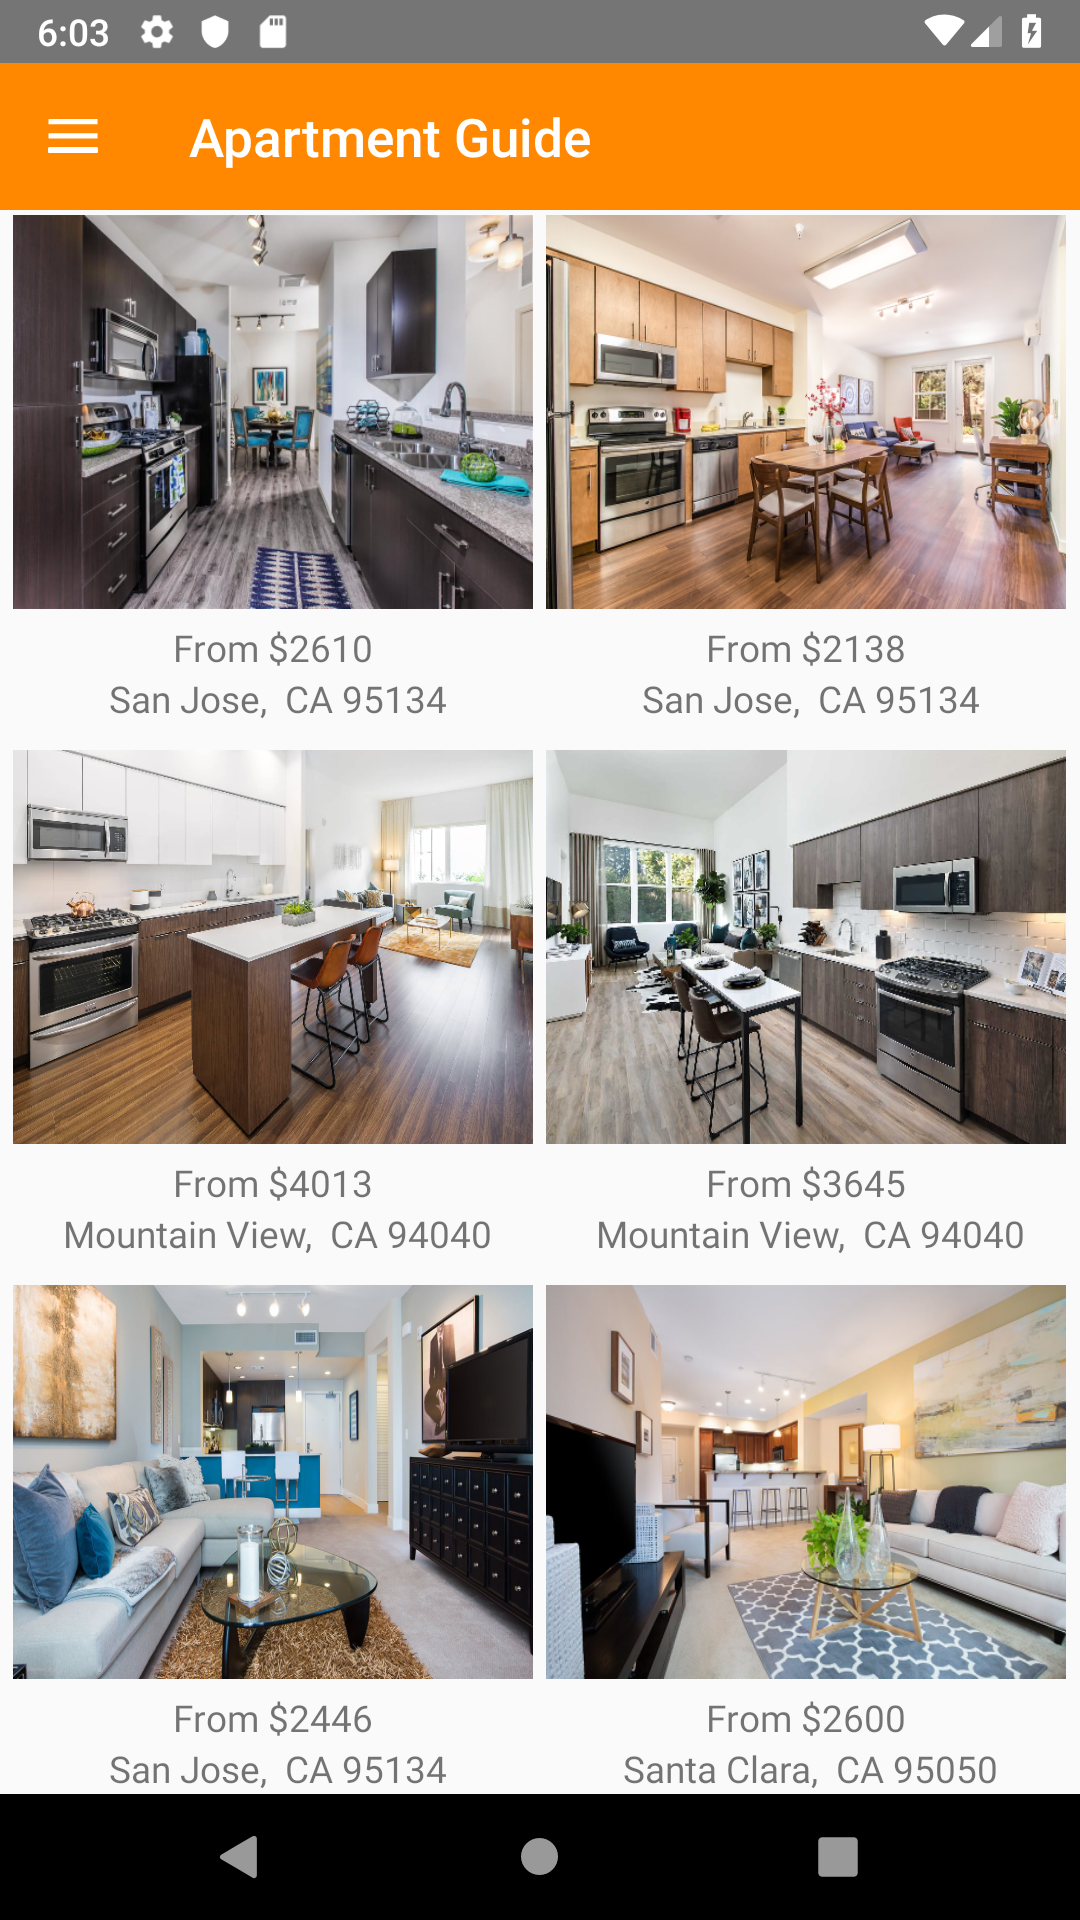 6:03
Apartment Guide
From $2610
San Jose, CA 95134
From $2138
San Jose, CA 95134
From $4013
Mountain View, CA 94040
From $3645
Mountain View, CA 94040
From $2446
San Jose, CA 95134
From $2600
Santa Clara, CA 95050